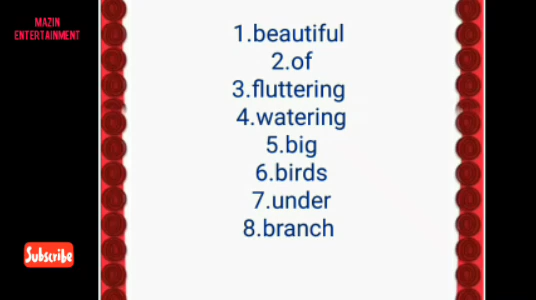 MAZIN
ENTERTAINMENT
1.beautiful
2.of
3.fluttering
4.watering
5.big
6.birds
7.under
8.branch
Subscribe